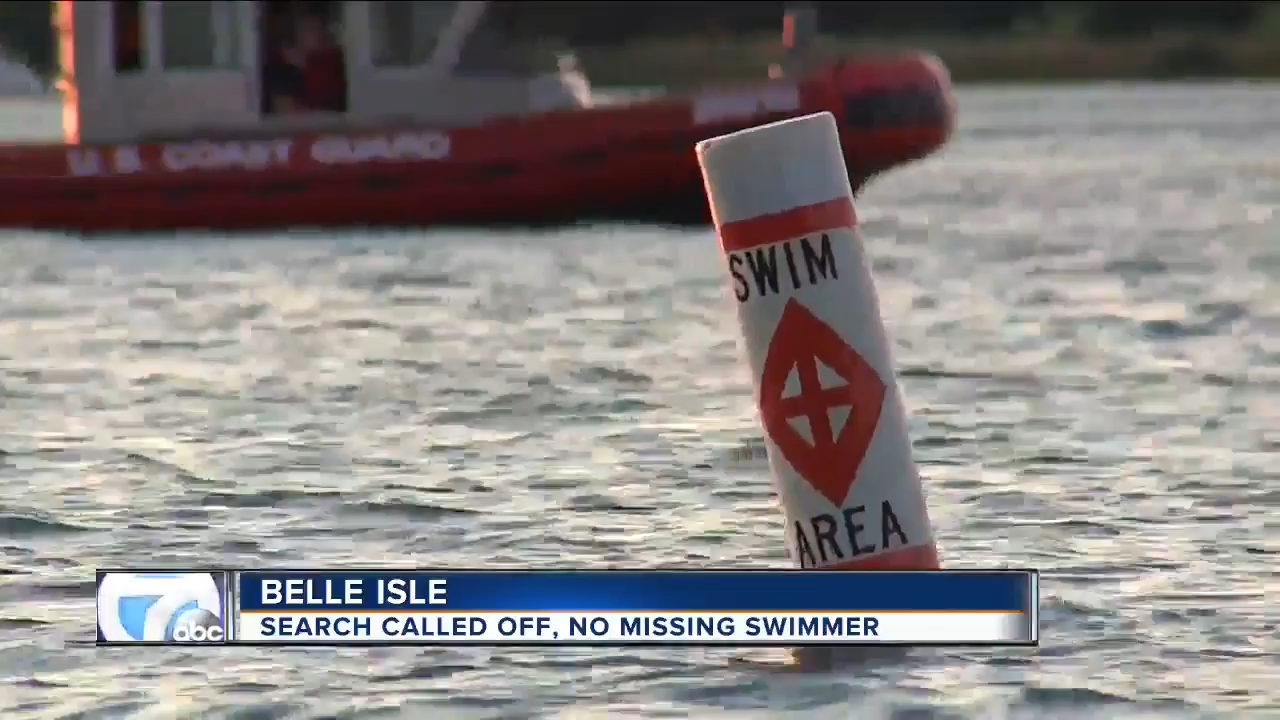 U.S. COAST GUARD
SWIM
AREA
7 abc
BELLE ISLE
SEARCH CALLED OFF, NO MISSING SWIMMER